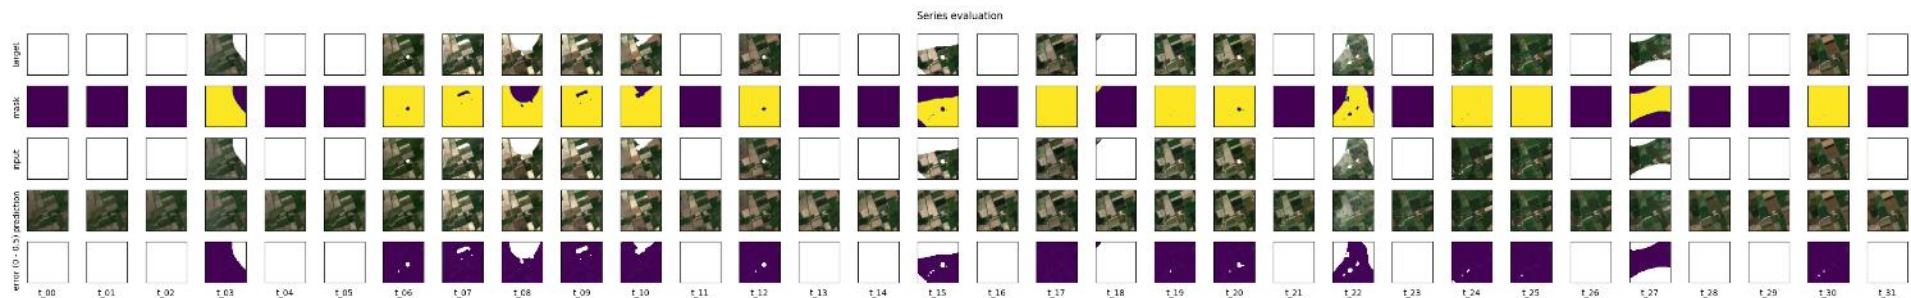 Series evaluation
target
mask
input
prediction
error (0 - 0.5)
t_00 t_01 t_02 t_03 t_04 t_05 t_06 t_07 t_08 t_09 t_10 t_11 t_12 t_13 t_14 t_15 t_16 t_17 t_18 t_19 t_20 t_21 t_22 t_23 t_24 t_25 t_26 t_27 t_28 t_29 t_30 t_31